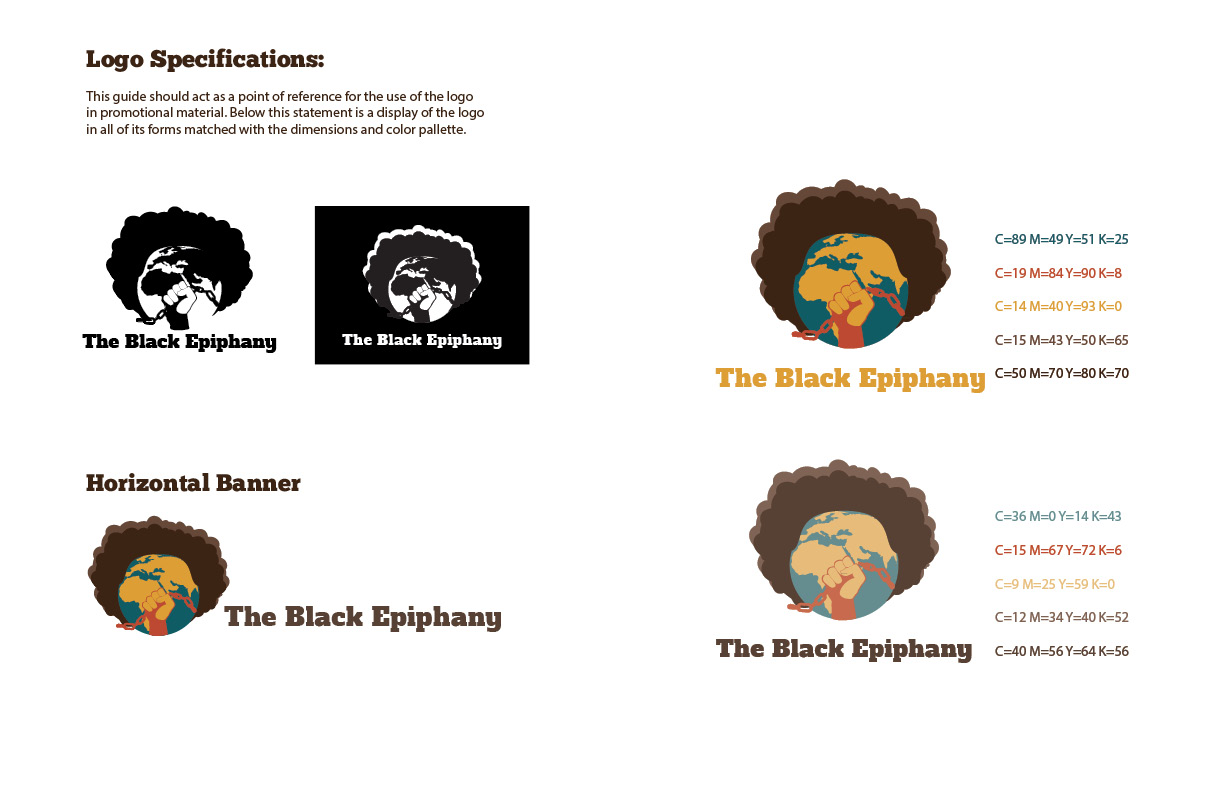 Logo Specifications:
This guide should act as a point of reference for the use of the logo
in promotional material. Below this statement is a display of the logo
in all of its forms matched with the dimensions and color pallette.
The Black Epiphany
The Black Epiphany
The Black Epiphany
C=89 M=49 Y=51 K=25
C=19 M=84 Y=90 K=8
C=14 M=40 Y=93 K=0
C=15 M=43 Y=50 K=65
C=50 M=70 Y=80 K=70
Horizontal Banner
The Black Epiphany
The Black Epiphany
C=36 M=0 Y=14 K=43
C=15 M=67 Y=72 K=6
C=9 M=25 Y=59 K=0
C=12 M=34 Y=40 K=52
C=40 M=56 Y=64 K=56